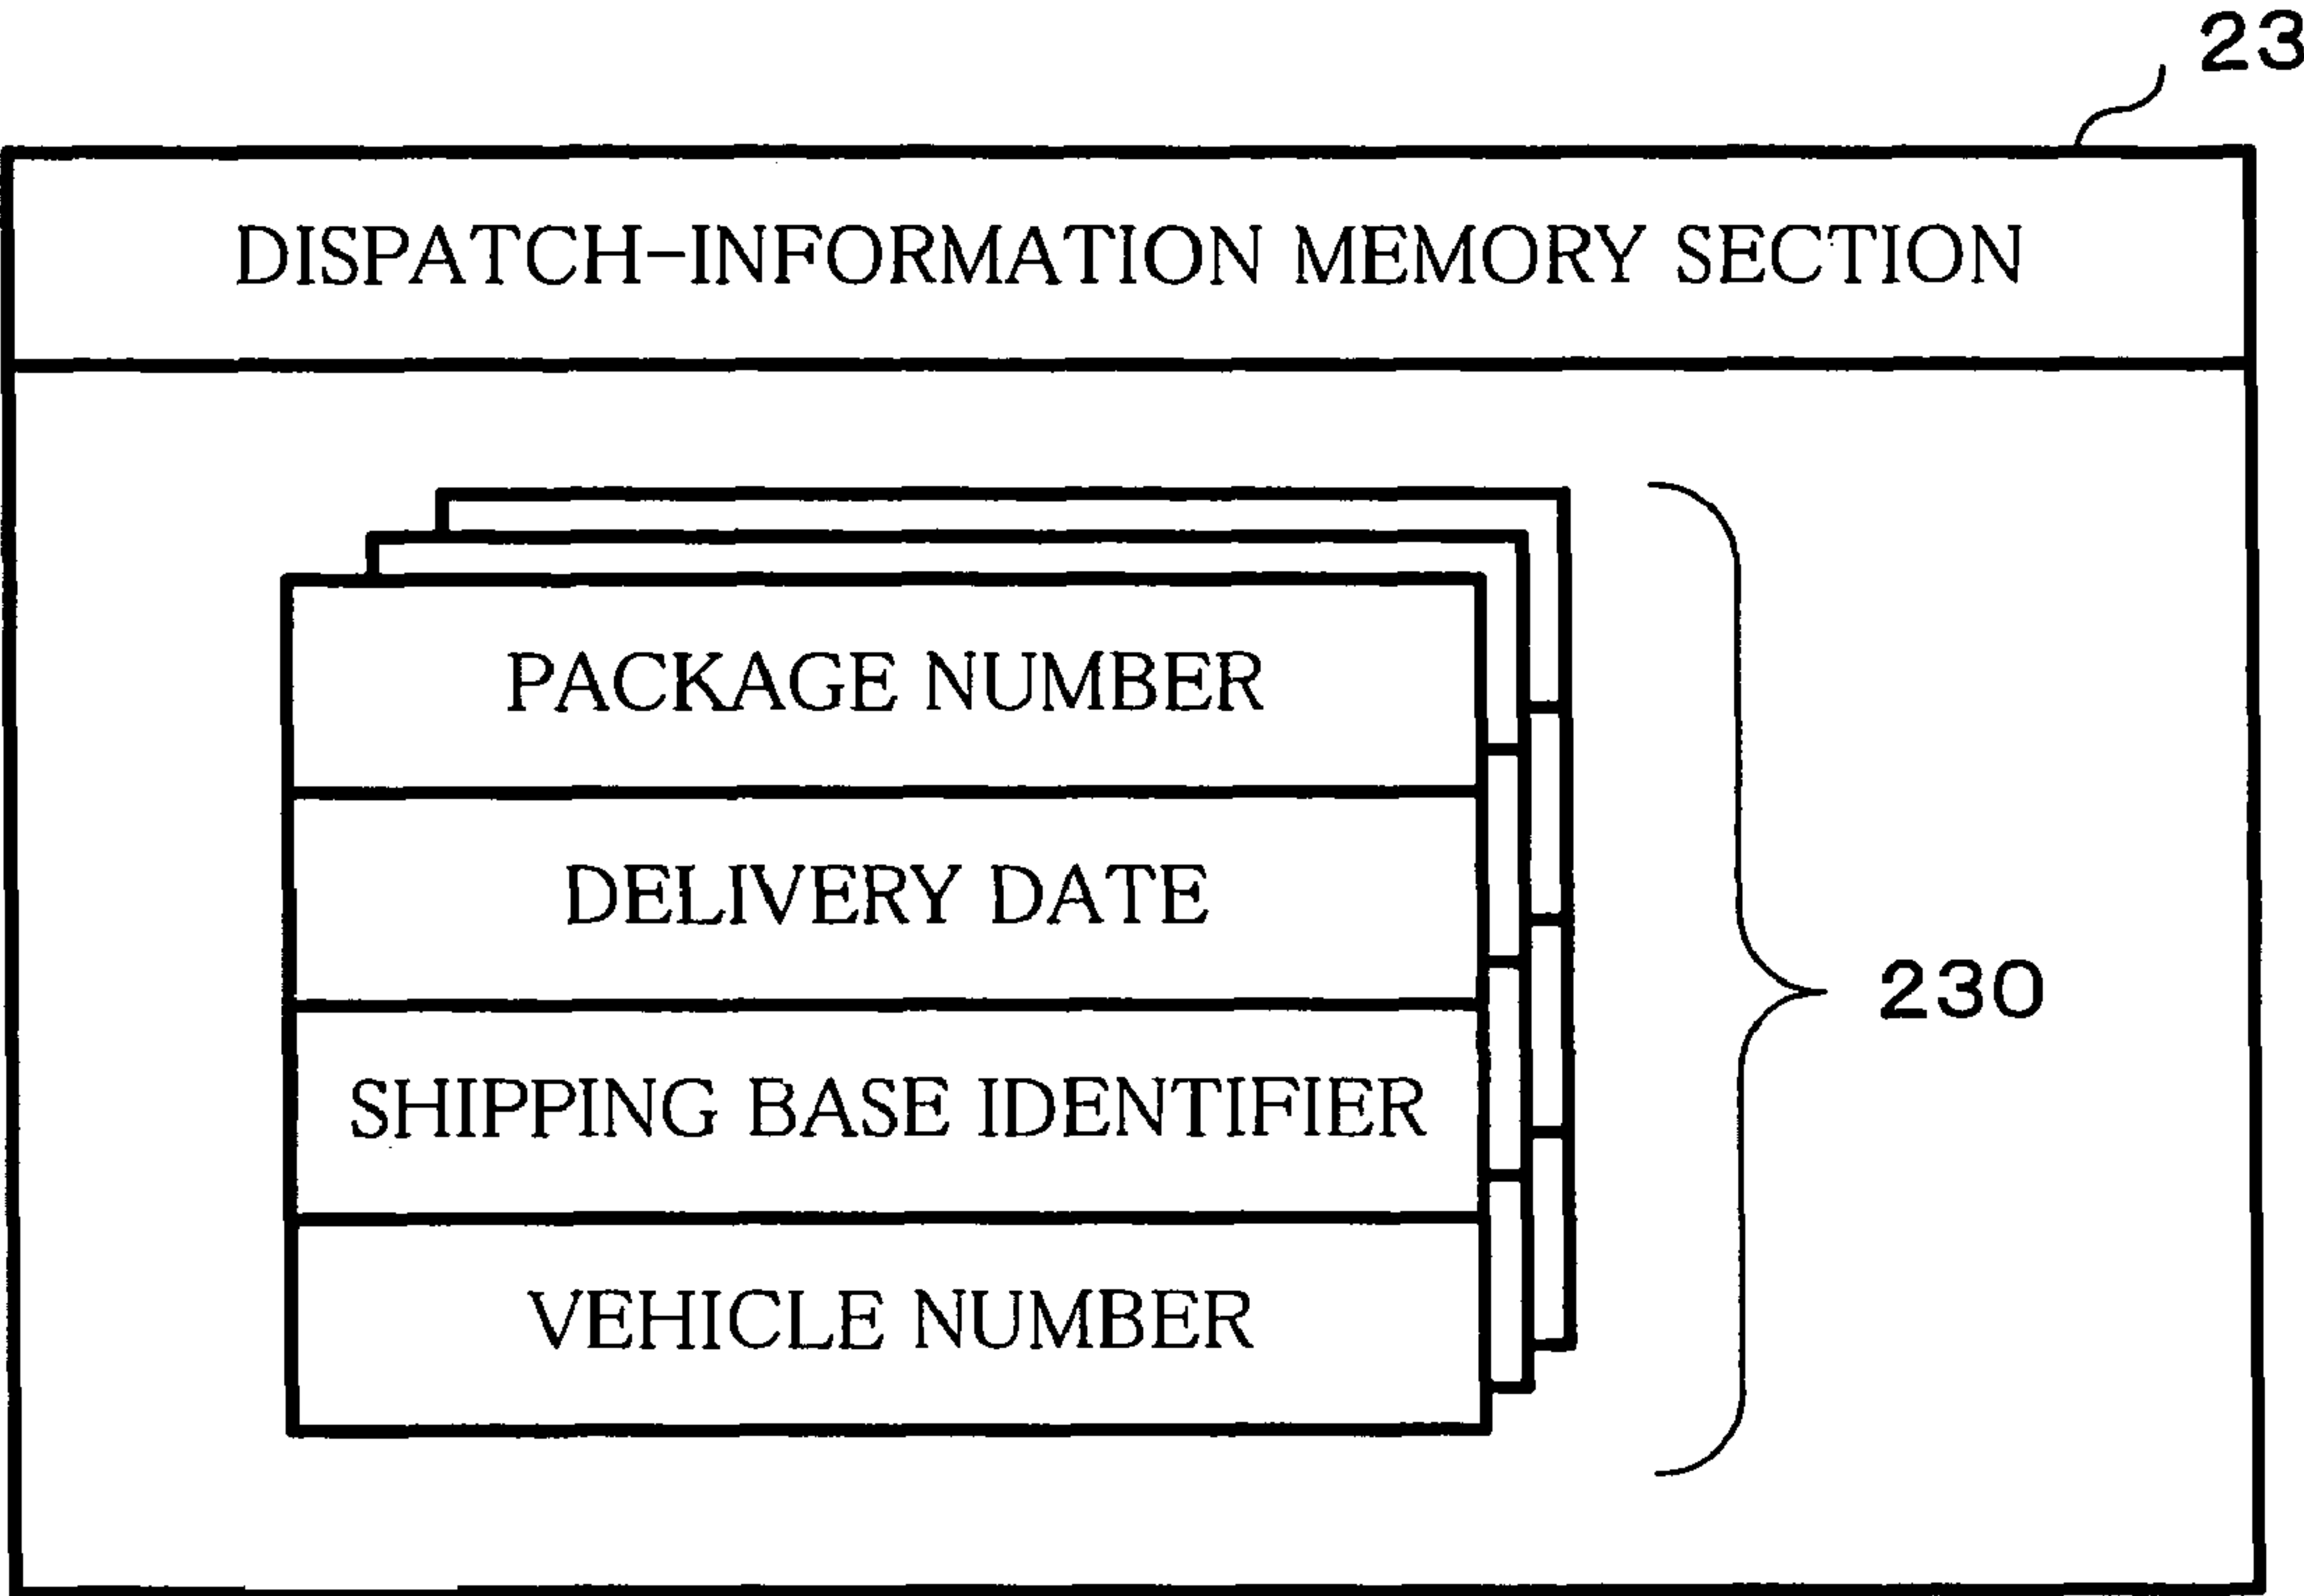 23
DISPATCH-INFORMATION MEMORY SECTION
PACKAGE NUMBER
DELIVERY DATE
230
SHIPPING BASE IDENTIFIER
VEHICLE NUMBER